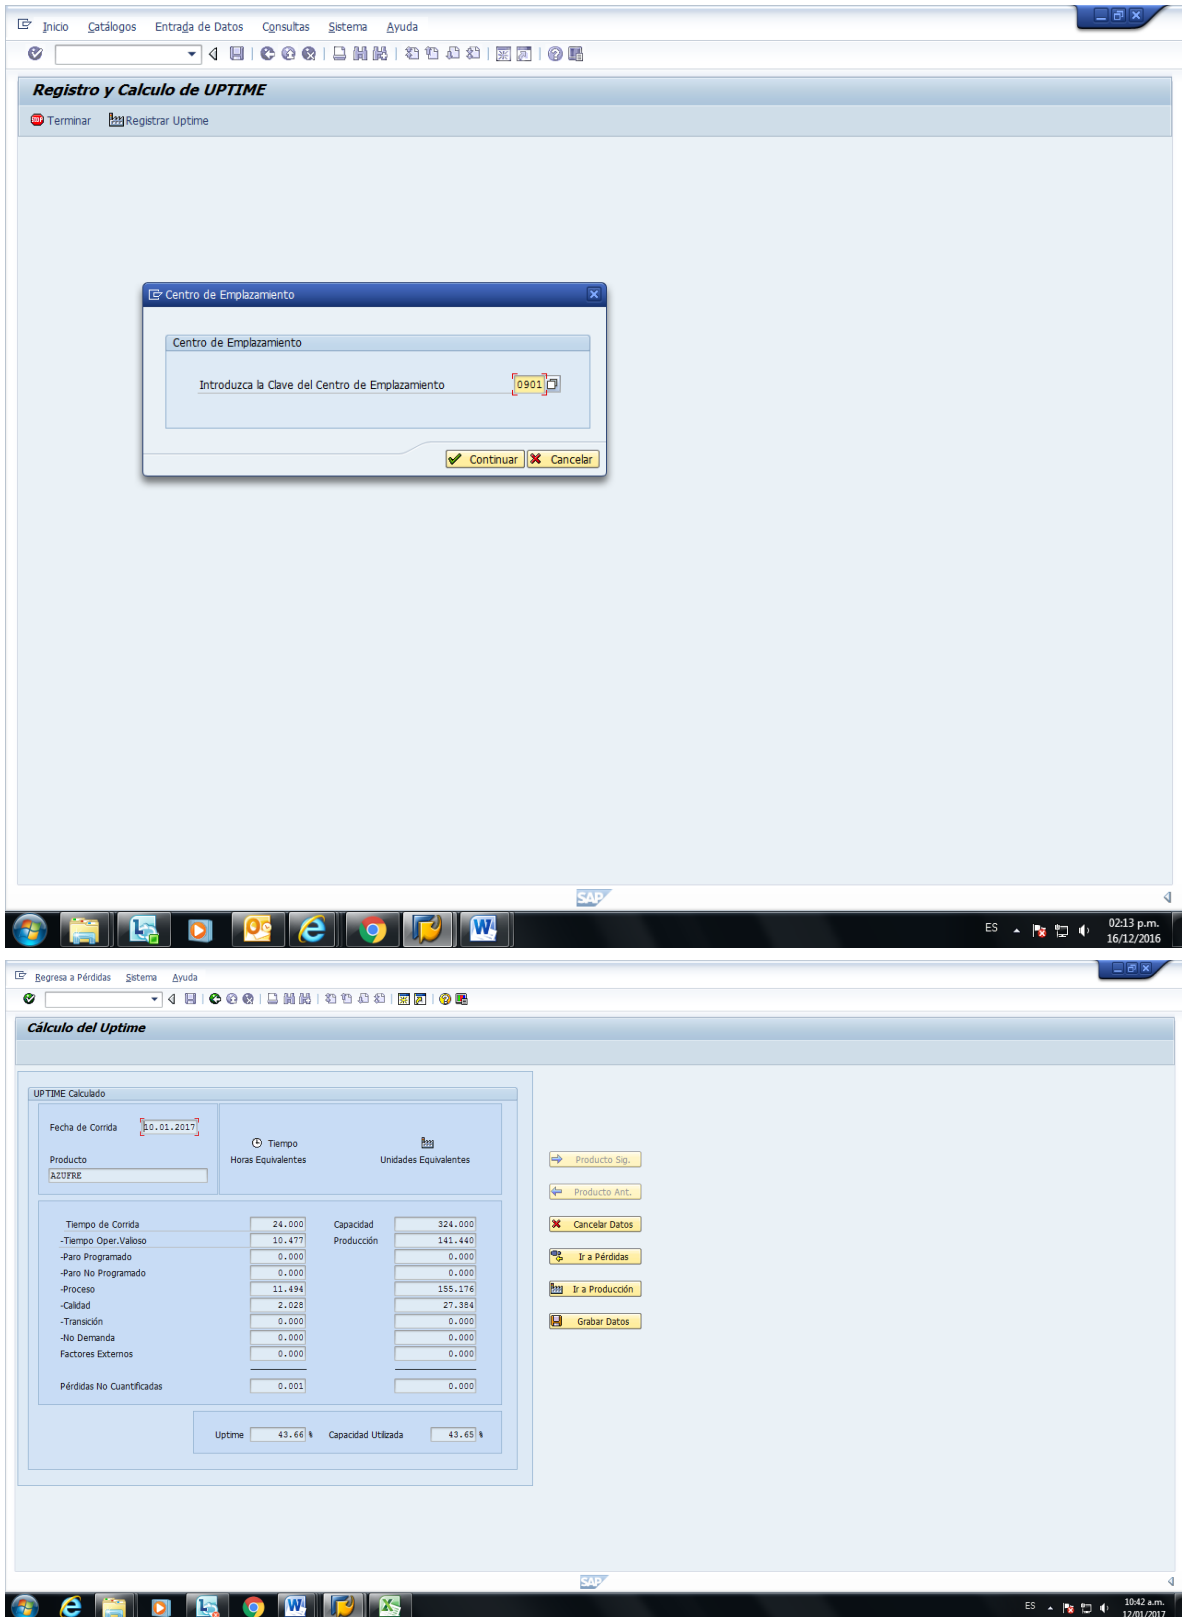 Inicio Catálogos Entrada de Datos Consultas Sistema Ayuda
Registro y Calculo de UPTIME
STOP Terminar Registrar Uptime
Centro de Emplazamiento
Centro de Emplazamiento
Introduzca la Clave del Centro de Emplazamiento 0901
Continuar Cancelar
SAP
ES 02:13 p.m.
16/12/2016
Regresa a Pérdidas Sistema Ayuda
Cálculo del Uptime
UPTIME Calculado
Fecha de Corrida 10.01.2017
Tiempo
Producto Horas Equivalentes Unidades Equivalentes
AZUFRE
Tiempo de Corrida 24.000 Capacidad 324.000
-Tiempo Oper.Valioso 10.477 Producción 141.440
-Paro Programado 0.000 0.000
-Paro No Programado 0.000 0.000
-Proceso 11.494 155.176
-Calidad 2.028 27.384
-Transición 0.000 0.000
-No Demanda 0.000 0.000
Factores Externos 0.000 0.000
Pérdidas No Cuantificadas 0.001 0.000
Uptime 43.66 % Capacidad Utilizada 43.65 %
Producto Sig.
Producto Ant.
Cancelar Datos
Ir a Pérdidas
Ir a Producción
Grabar Datos
SAP
ES 10:42 a.m.
12/01/2017